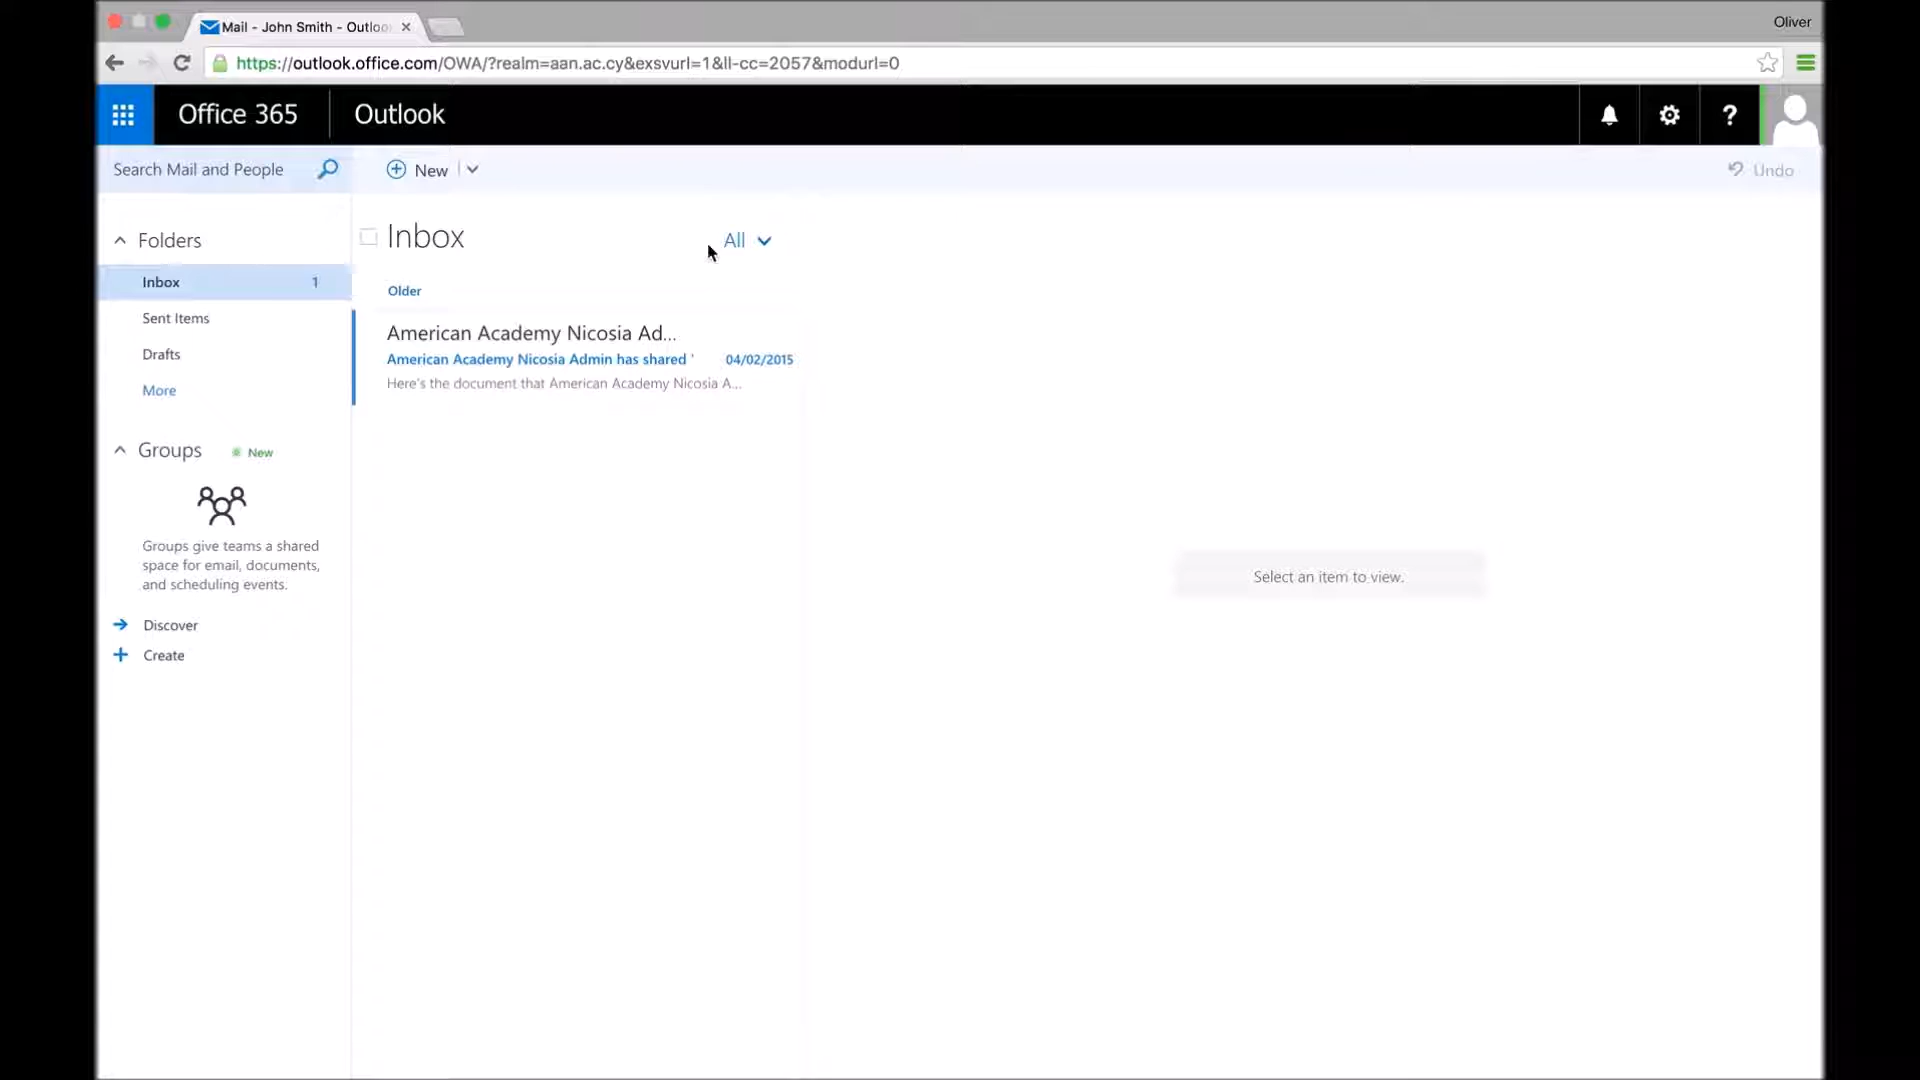 Mail - John Smith - Outloo
Oliver
https://outlook.office.com/OWA/?realm=aan.ac.cy&exsvurl=1&ll-cc=2057&modurl=0
Office 365
Outlook
?
Search Mail and People
New
Undo
Folders
Inbox 1
Sent Items
Drafts
More
Groups
New
Groups give teams a shared
space for email, documents,
and scheduling events.
Discover
Create
Inbox
All
Older
American Academy Nicosia Ad...
American Academy Nicosia Admin has shared '
04/02/2015
Here's the document that American Academy Nicosia A...
Select an item to view.